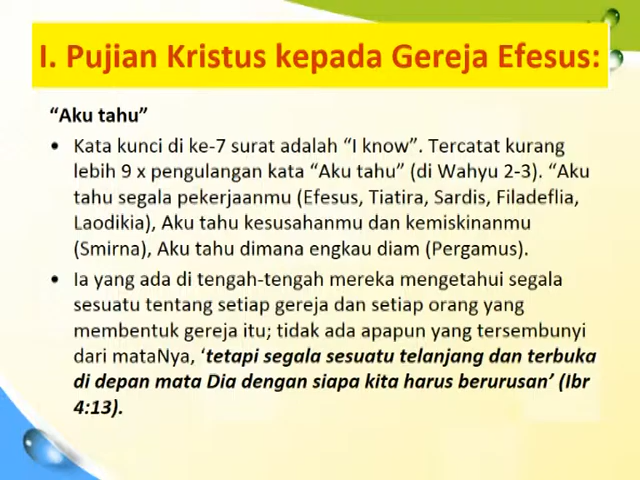 I. Pujian Kristus kepada Gereja Efesus:
“Aku tahu”
• Kata kunci di ke-7 surat adalah “I know”. Tercatat kurang
lebih 9 x pengulangan kata “Aku tahu” (di Wahyu 2-3). “Aku
tahu segala pekerjaanmu (Efesus, Tiatira, Sardis, Filadeflia,
Laodikia), Aku tahu kesusahanmu dan kemiskinanmu
(Smirna), Aku tahu dimana engkau diam (Pergamus).
• Ia yang ada di tengah-tengah mereka mengetahui segala
sesuatu tentang setiap gereja dan setiap orang yang
membentuk gereja itu; tidak ada apapun yang tersembunyi
dari mataNya, ‘tetapi segala sesuatu telanjang dan terbuka
di depan mata Dia dengan siapa kita harus berurusan’ (Ibr
4:13).